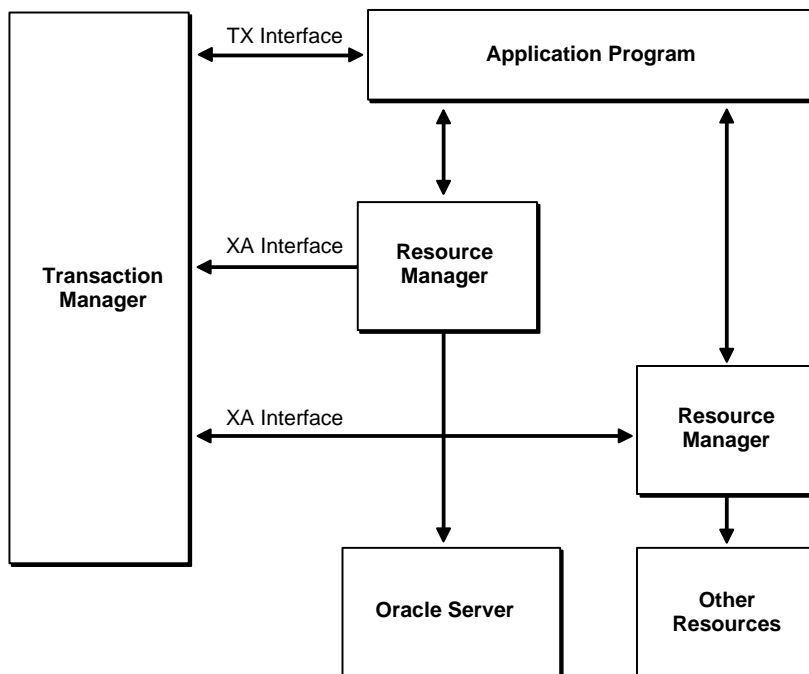 TX Interface
Application Program
XA Interface
Resource
Manager
Transaction
Manager
XA Interface
Resource
Manager
Oracle Server
Other
Resources